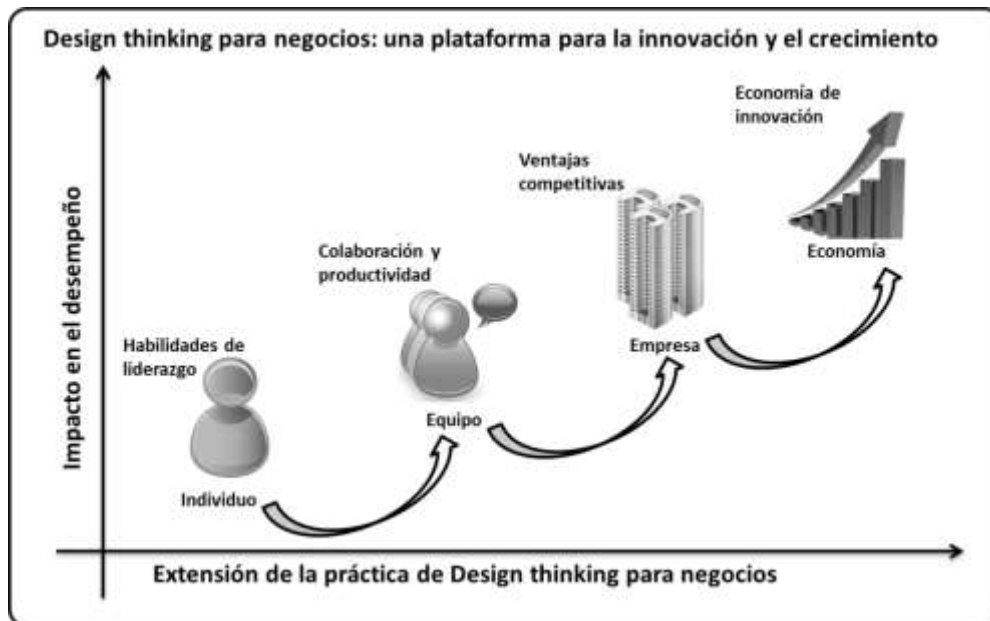 Design thinking para negocios: una plataforma para la innovación y el crecimiento
Economía de
innovación
Ventajas
competitivas
Economía
Colaboración y
productividad
Empresa
Habilidades de
liderazgo
Equipo
Individuo
Impacto en el desempeño
Extensión de la práctica de Design thinking para negocios